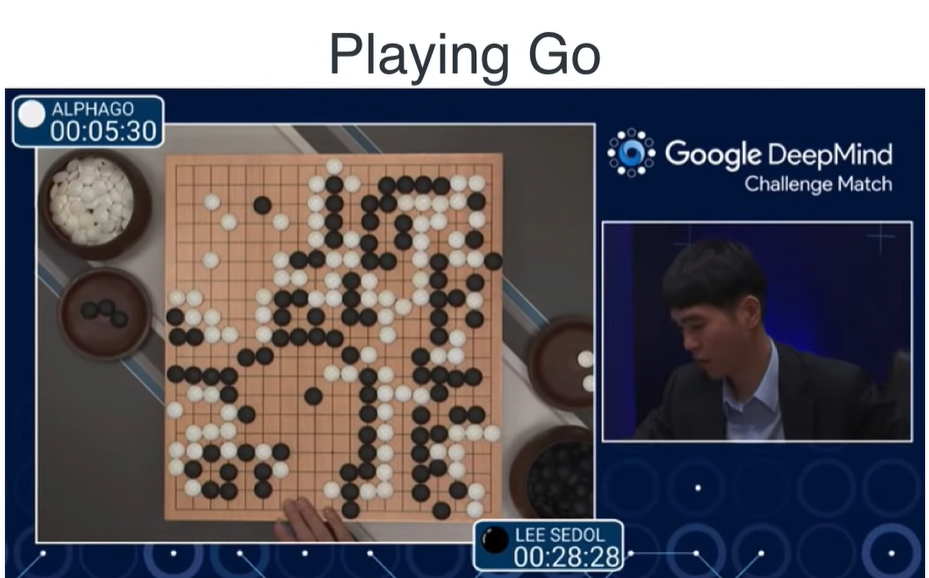 Playing Go
ALPHAGO
00:05:30
Google DeepMind
Challenge Match
LEE SEDOL
00:28:28